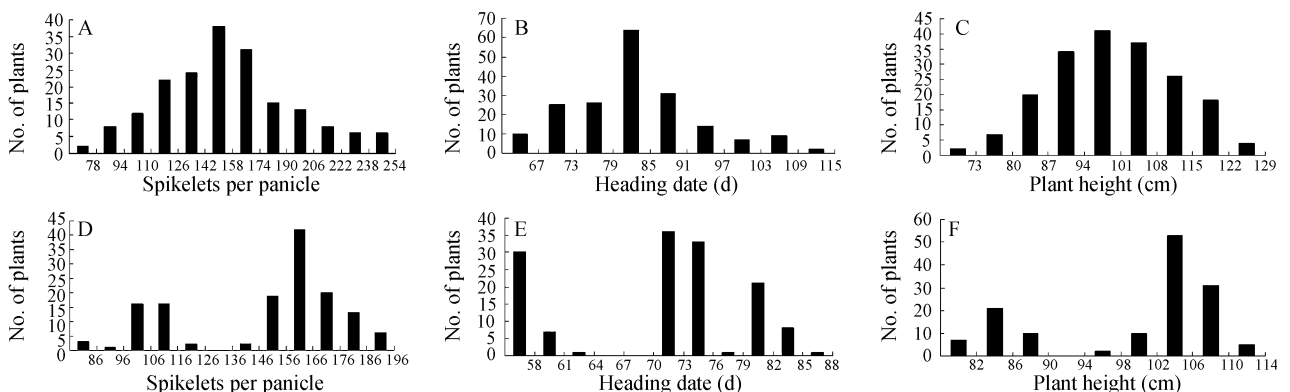 A
No. of plants
40
35
30
25
20
15
10
5
0
78 94 110 126 142 158 174 190 206 222 238 254
Spikelets per panicle
B
No. of plants
70
60
50
40
30
20
10
0
67 73 79 85 91 97 103 109 115
Heading date (d)
C
No. of plants
45
40
35
30
25
20
15
10
5
0
73 80 87 94 101 108 115 122 129
Plant height (cm)
D
No. of plants
45
40
35
30
25
20
15
10
5
0
86 96 106 116 126 136 146 156 166 176 186 196
Spikelets per panicle
E
No. of plants
40
35
30
25
20
15
10
5
0
58 61 64 67 70 73 76 79 82 85 88
Heading date (d)
F
No. of plants
60
50
40
30
20
10
0
82 86 90 94 98 102 106 110 114
Plant height (cm)